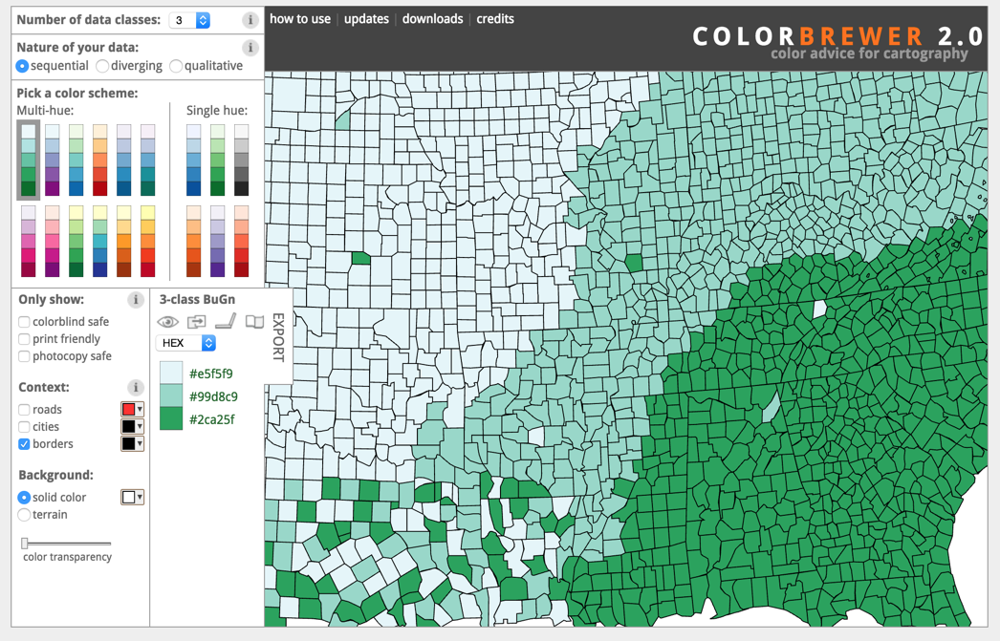 Number of data classes: 3 i
how to use | updates | downloads | credits
COLORBREWER 2.0
color advice for cartography
Nature of your data: i
sequential diverging qualitative
Pick a color scheme:
Multi-hue: Single hue:
Only show: i
colorblind safe
print friendly
photocopy safe
Context: i
roads
cities
borders
Background:
solid color
terrain
color transparency
3-class BuGn
HEX
#e5f5f9
#99d8c9
#2ca25f
EXPORT